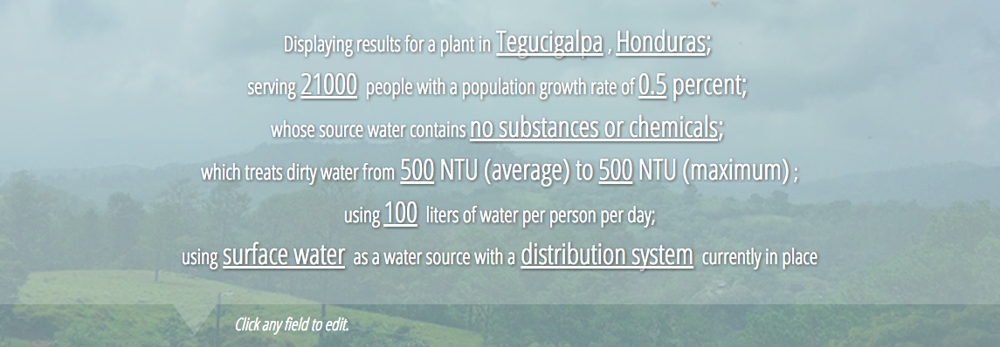 Displaying results for a plant in Tegucigalpa , Honduras;
serving 21000 people with a population growth rate of 0.5 percent;
whose source water contains no substances or chemicals;
which treats dirty water from 500 NTU (average) to 500 NTU (maximum) ;
using 100 liters of water per person per day;
using surface water as a water source with a distribution system currently in place
Click any field to edit.